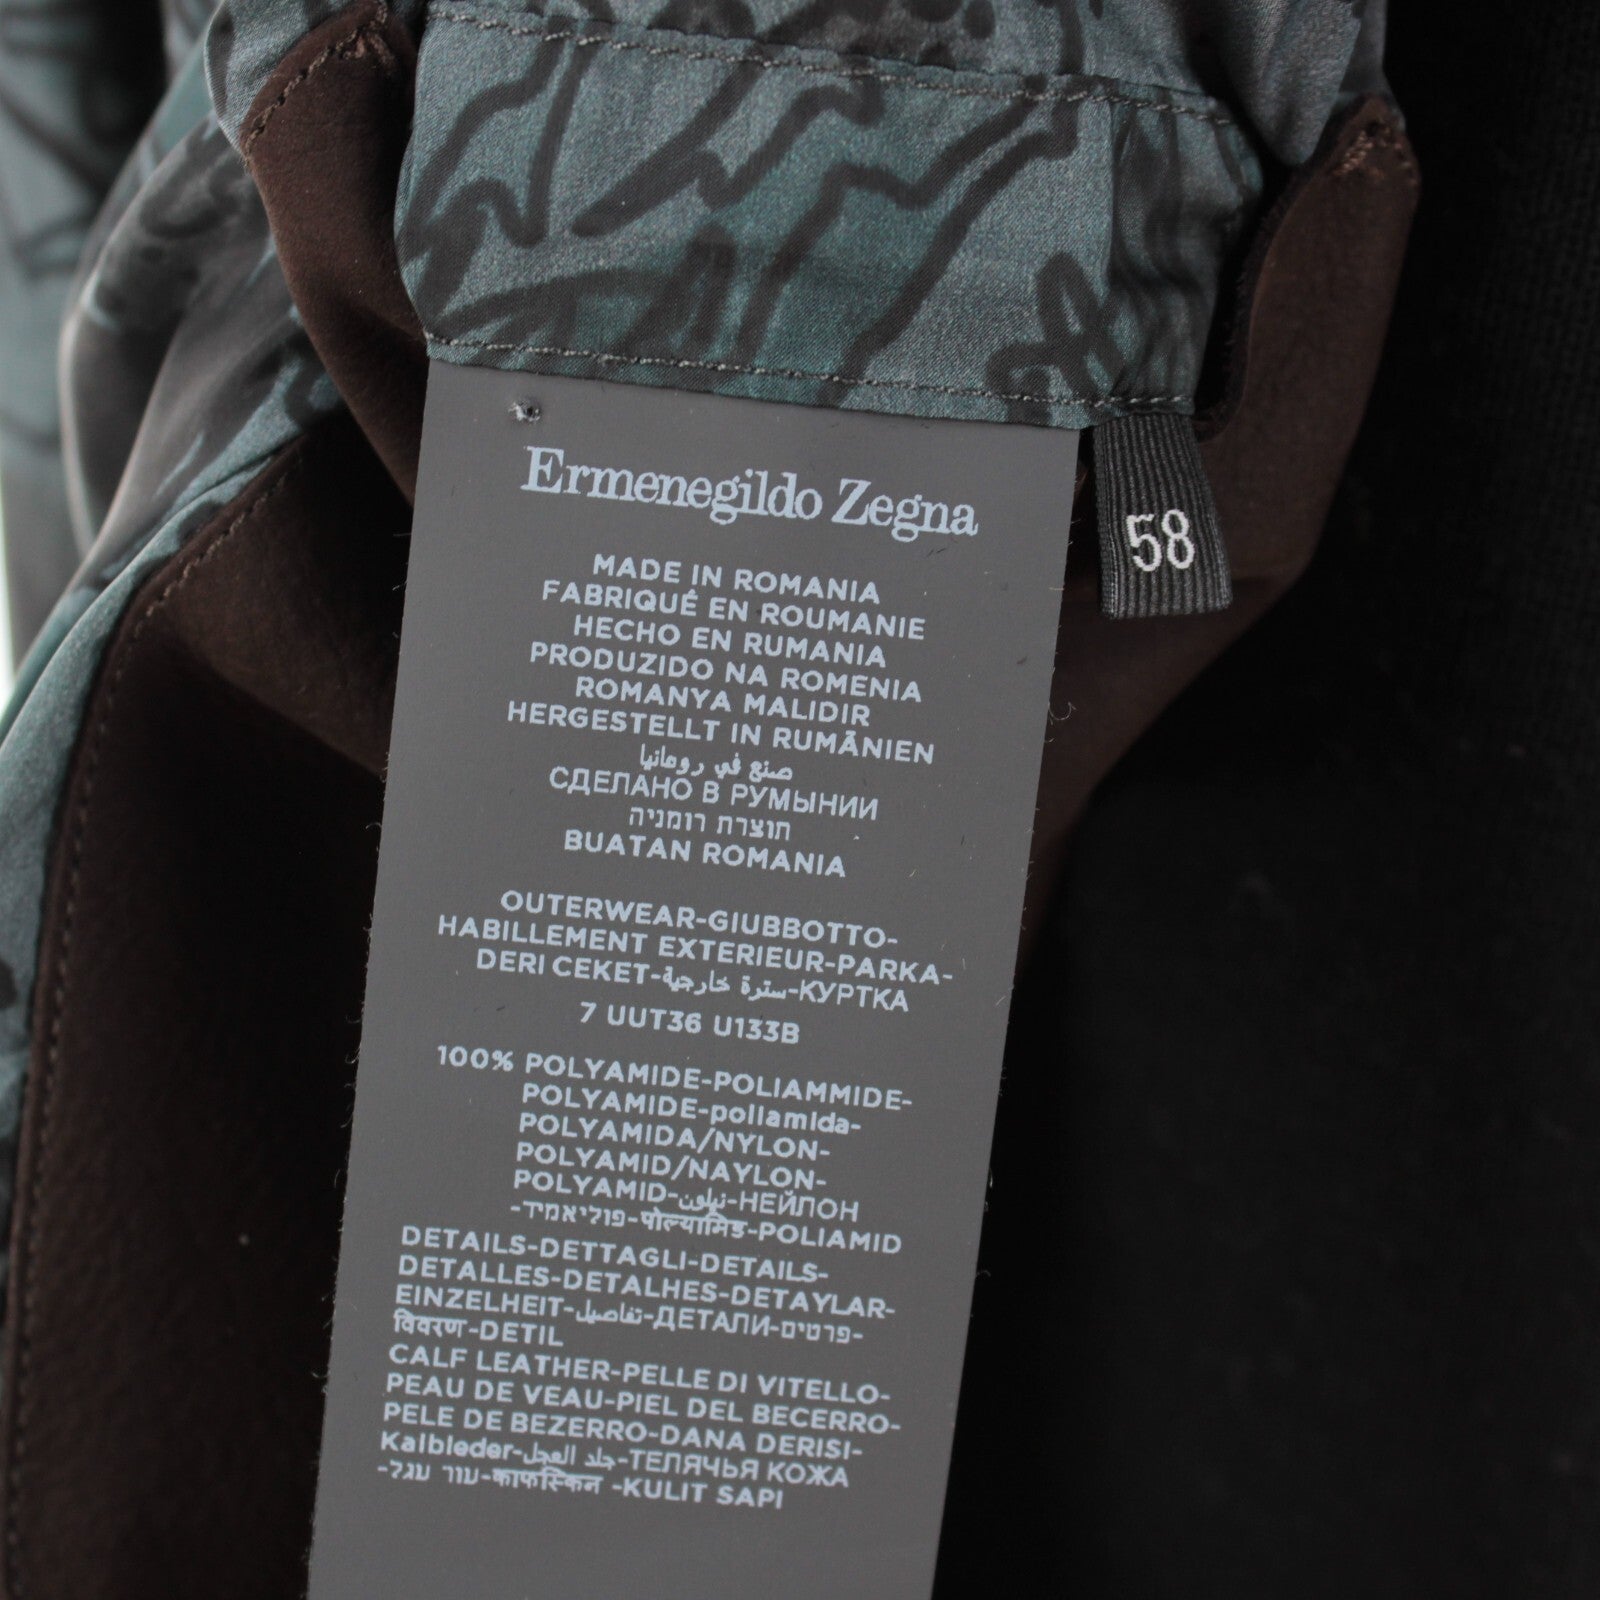 Ermenegildo Zegna
58
MADE IN ROMANIA
FABRIQUÉ EN ROUMANIE
HECHO EN RUMANIA
PRODUZIDO NA ROMENIA
ROMANYA MALIDIR
HERGESTELLT IN RUMÄNIEN
صنع في رومانيا
СДЕЛАНО В РУМЫНИИ
תוצרת רומניה
BUATAN ROMANIA
OUTERWEAR-GIUBBOTTO-
HABILLEMENT EXTERIEUR-PARKA-
DERI CEKET-سترة خارجية-КУРТКА
7 UUT36 U133B
100% POLYAMIDE-POLIAMMIDE-
POLYAMIDE-poliamida-
POLYAMIDA/NYLON-
POLYAMID/NAYLON-
POLYAMID-نيلون-НЕЙЛОН
-פוליאמיד-पोल्यामिड-POLIAMID
DETAILS-DETTAGLI-DETAILS-
DETALLES-DETALHES-DETAYLAR-
EINZELHEIT-تفاصيل-ДЕТАЛИ-פרטים-
विवरण-DETIL
CALF LEATHER-PELLE DI VITELLO-
PEAU DE VEAU-PIEL DEL BECERRO-
PELE DE BEZERRO-DANA DERISI-
Kalbleder-جلد العجل-ТЕЛЯЧЬЯ КОЖА
-עור עגל-काफस्किन -KULIT SAPI